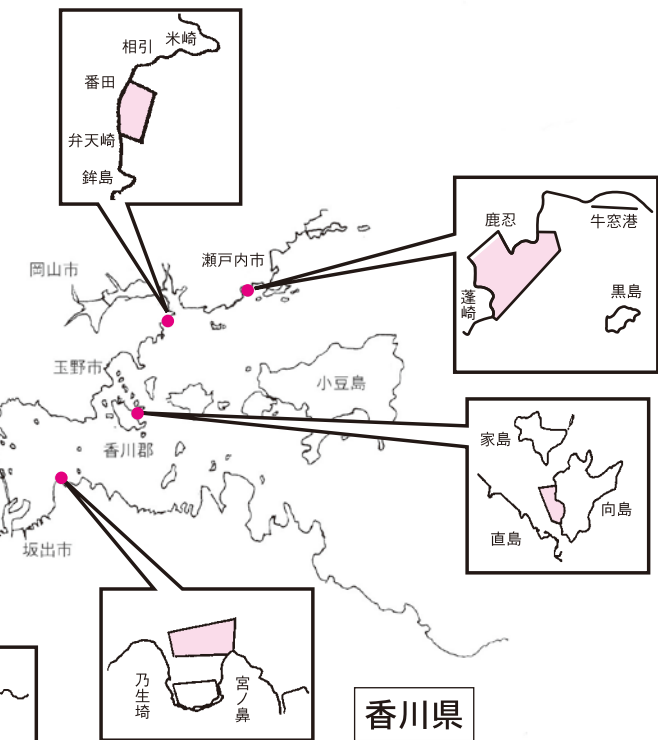 米崎
相引
番田
弁天崎
鉾島
鹿忍
牛窓港
蓬崎
黒島
瀬戸内市
岡山市
玉野市
小豆島
香川郡
家島
向島
直島
坂出市
乃生埼
宮ノ鼻
香川県